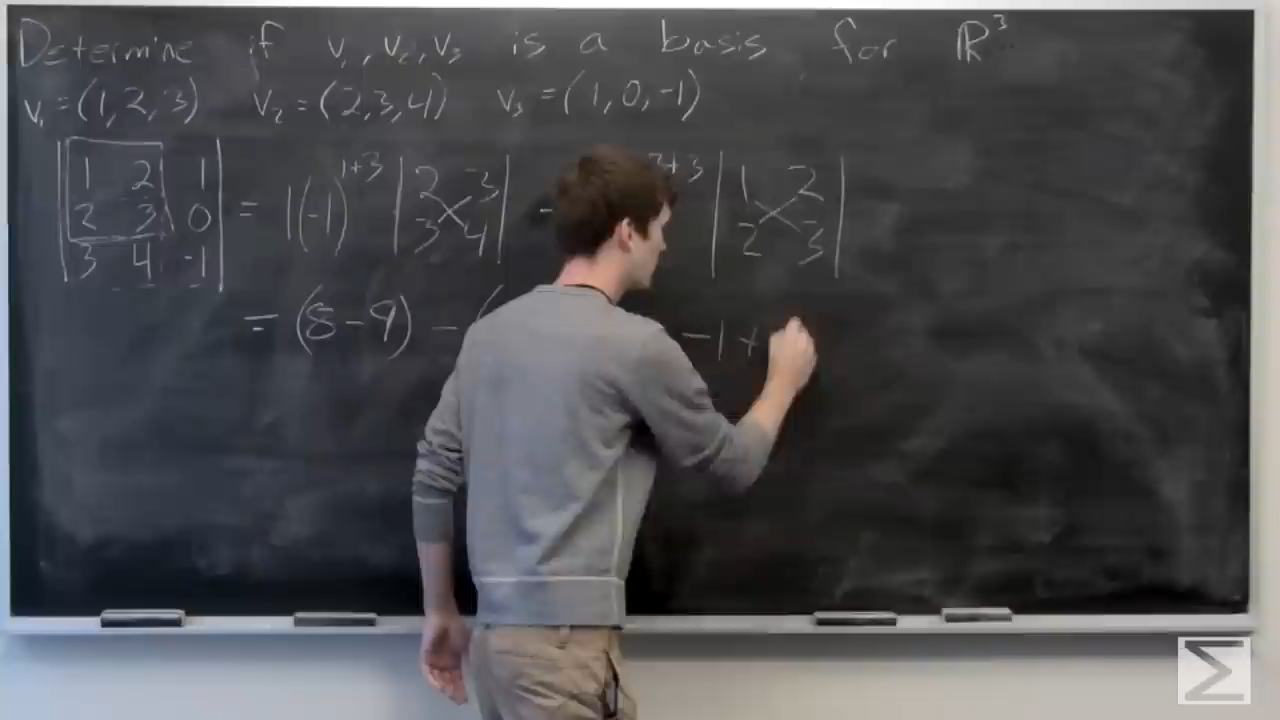 Determine if v₁, v₂, v₃ is a basis for ℝ³
v₁ = (1, 2, 3) v₂ = (2, 3, 4) v₃ = (1, 0, -1)
|1 2 1; 2 3 0; 3 4 -1| = 1(-1)¹⁺³ |2 3; 3 4| - ³⁺³ |1 2; 2 3|
= (8 - 9) - ( -1 +
Σ